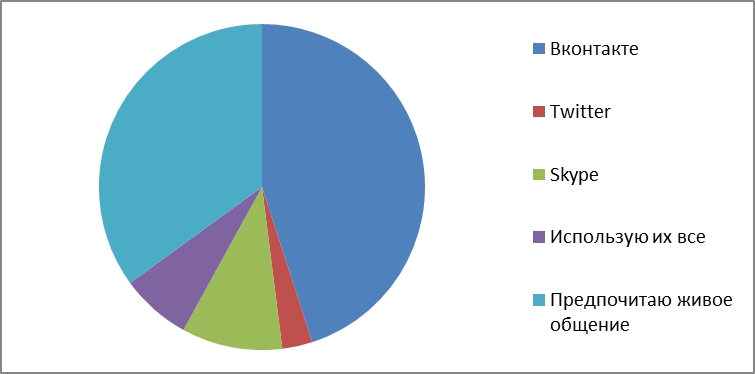 Вконтакте
Twitter
Skype
Использую их все
Предпочитаю живое
общение